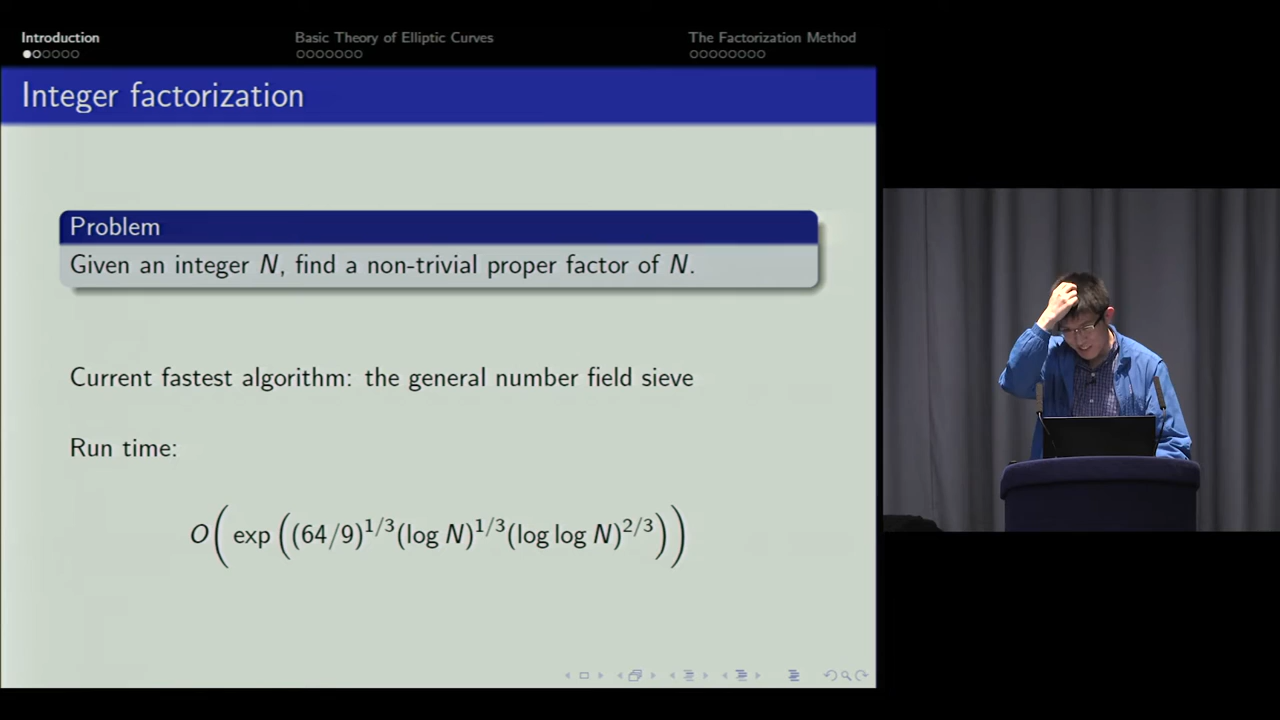 Introduction
Basic Theory of Elliptic Curves
The Factorization Method
Integer factorization
Problem
Given an integer N, find a non-trivial proper factor of N.
Current fastest algorithm: the general number field sieve
Run time:
O( exp ((64/9)^{1/3}(log N)^{1/3}(log log N)^{2/3}))